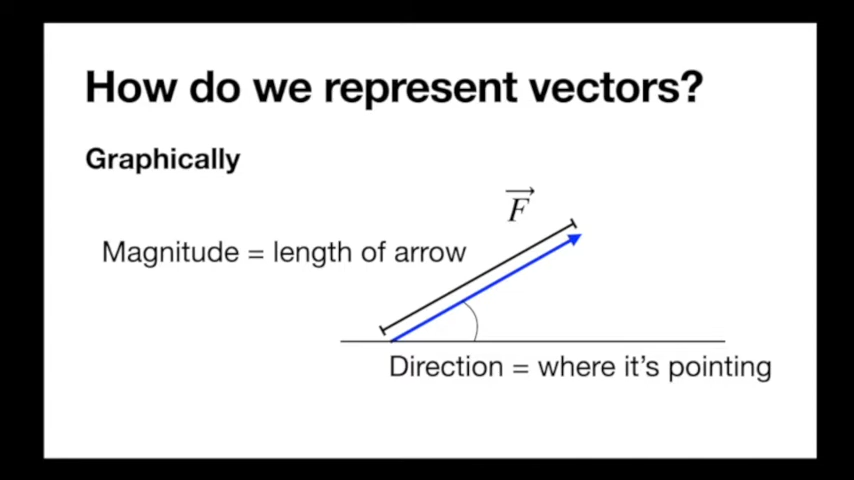 How do we represent vectors?
Graphically
F
Magnitude = length of arrow
Direction = where it's pointing